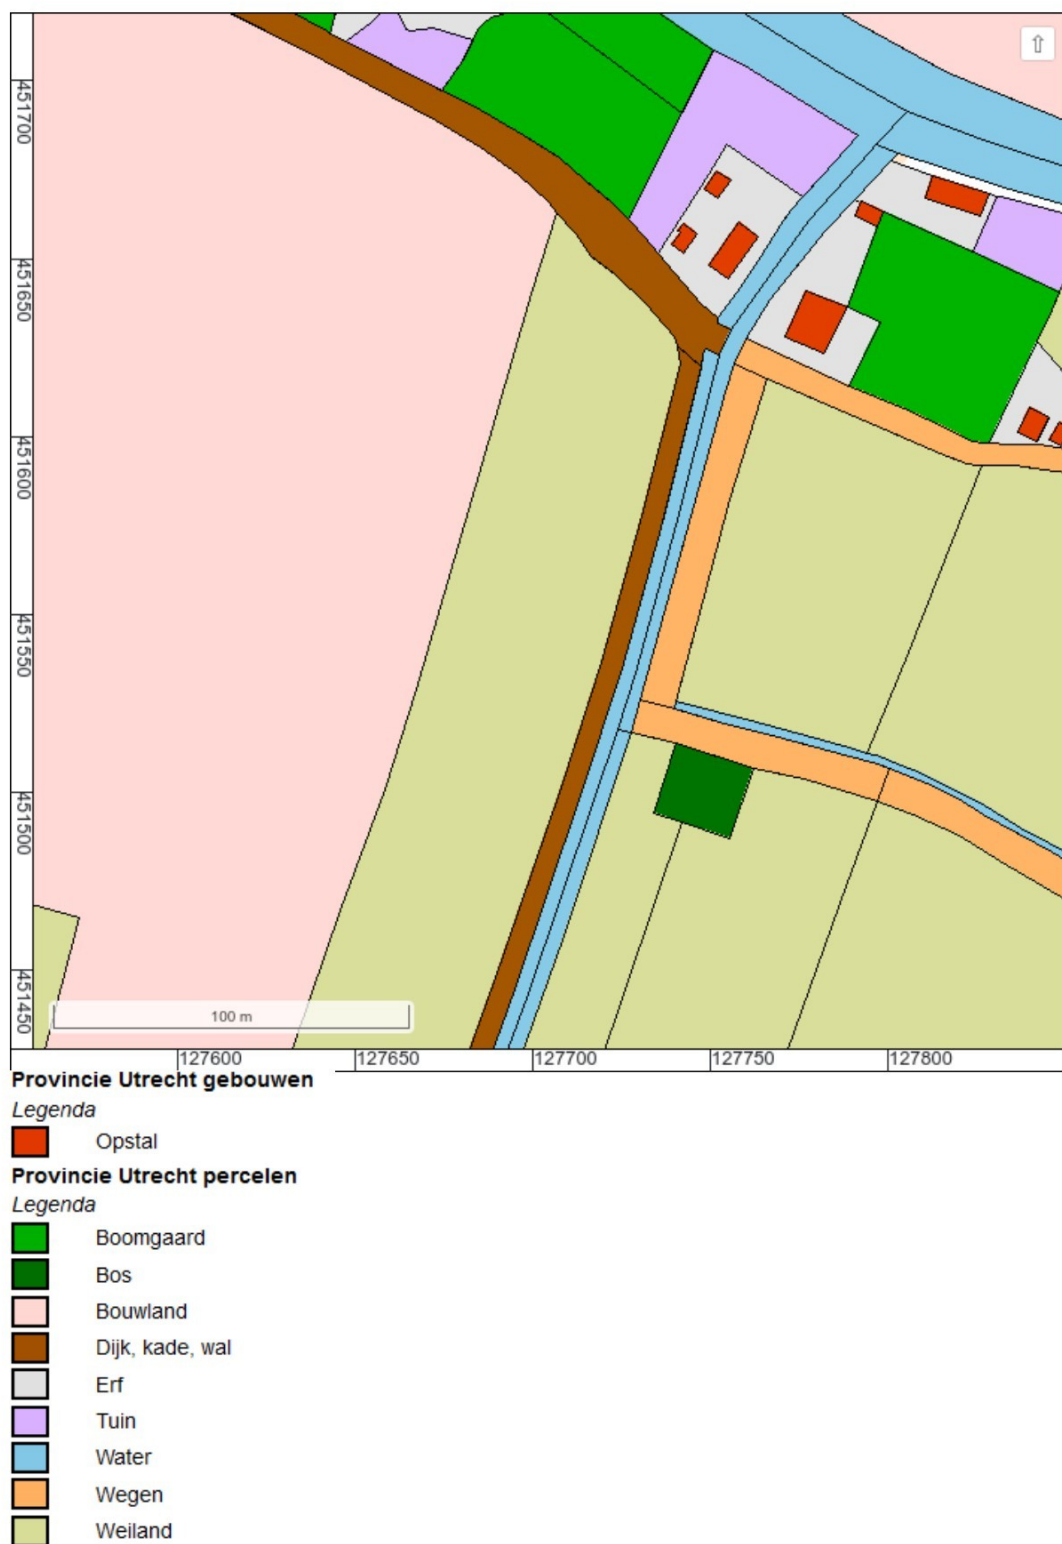 ⇧
451700
451650
451600
451550
451500
451450
100 m
127600 127650 127700 127750 127800
Provincie Utrecht gebouwen
Legenda
Opstal
Provincie Utrecht percelen
Legenda
Boomgaard
Bos
Bouwland
Dijk, kade, wal
Erf
Tuin
Water
Wegen
Weiland